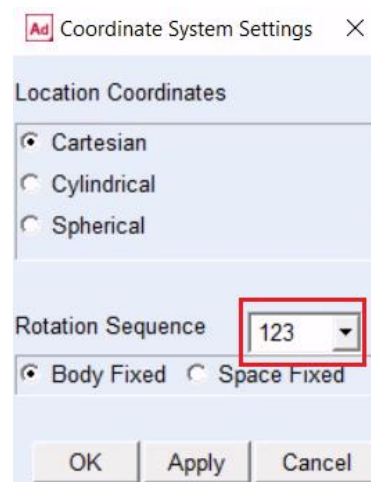 Ad Coordinate System Settings
Location Coordinates
Cartesian
Cylindrical
Spherical
Rotation Sequence 123
Body Fixed Space Fixed
OK Apply Cancel